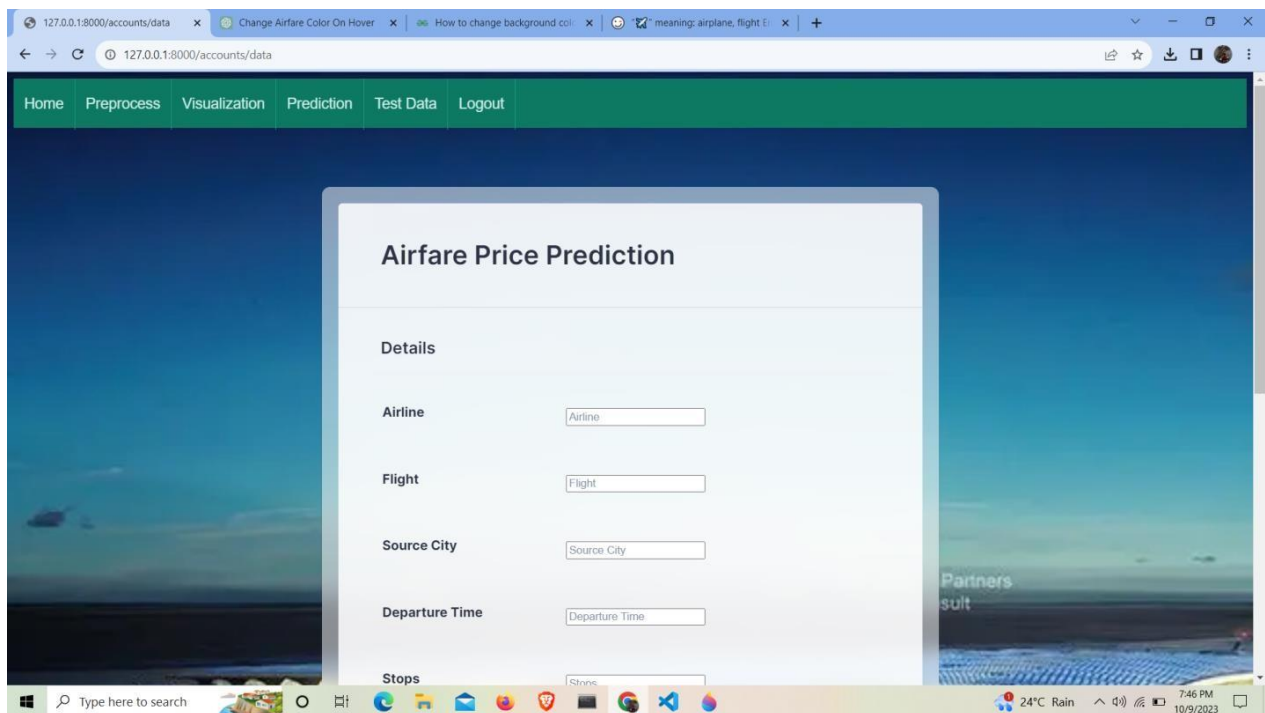 127.0.0.1:8000/accounts/data
Change Airfare Color On Hover
How to change background col
"🛩" meaning: airplane, flight E
127.0.0.1:8000/accounts/data
Home Preprocess Visualization Prediction Test Data Logout
Airfare Price Prediction
Details
Airline Airline
Flight Flight
Source City Source City
Departure Time Departure Time
Stops Stops
Partners
suit
Type here to search
24°C Rain
7:46 PM
10/9/2023